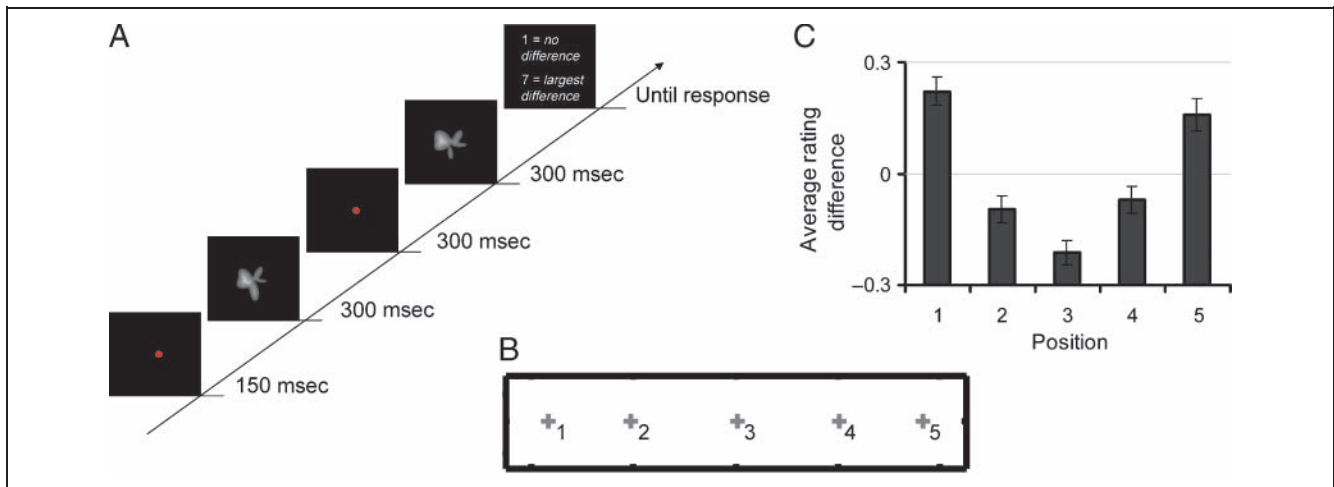 A
1 = no
difference
7 = largest
difference
Until response
300 msec
300 msec
300 msec
150 msec
B
1 2 3 4 5
C
Average rating
difference
0.3
0
−0.3
1 2 3 4 5
Position